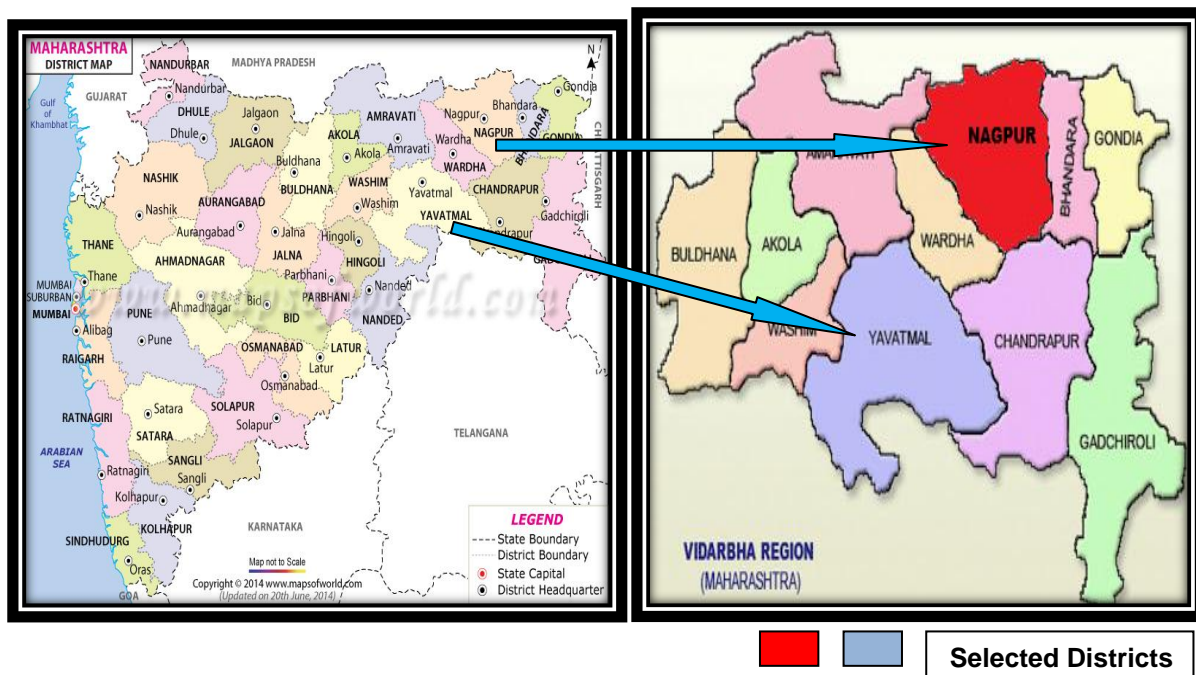 MAHARASHTRA
DISTRICT MAP
N
NANDURBAR
MADHYA PRADESH
GUJARAT
Nandurbar
Gulf
of
Khambhat
DHULE
Dhule
Jalgaon
JALGAON
AKOLA
Akola
AMRAVATI
Amravati
Nagpur
NAGPUR
Bhandara
BHANDARA
Gondia
GONDIA
CHHATTISGARH
Wardha
WARDHA
Buldhana
BULDHANA
WASHIM
Washim
Yavatmal
YAVATMAL
CHANDRAPUR
Gadchirdli
NASHIK
Nashik
AURANGABAD
Aurangabad
Jalna
JALNA
Hingoli
HINGOLI
THANE
Thane
AHMADNAGAR
Ahmadnagar
Parbhani
PARBHANI
Nanded
NANDED
MUMBAI
SUBURBAN
MUMBAI
www.mapsofworld.com
Bid
BID
PUNE
Pune
Alibag
RAIGARH
OSMANABAD
Osmanabad
LATUR
Latur
RATNAGIRI
Ratnagiri
Satara
SATARA
SOLAPUR
Solapur
TELANGANA
ARABIAN
SEA
SANGLI
Sangli
Kolhapur
KOLHAPUR
KARNATAKA
SINDHUDURG
Oras
GOA
Map not to Scale
Copyright © 2014 www.mapsofworld.com
(Updated on 20th June, 2014)
LEGEND
State Boundary
District Boundary
State Capital
District Headquarter
NAGPUR
BHANDARA
GONDIA
BULDHANA
AKOLA
WARDHA
WASHIM
YAVATMAL
CHANDRAPUR
GADCHIROLI
VIDARBHA REGION
(MAHARASHTRA)
Selected Districts